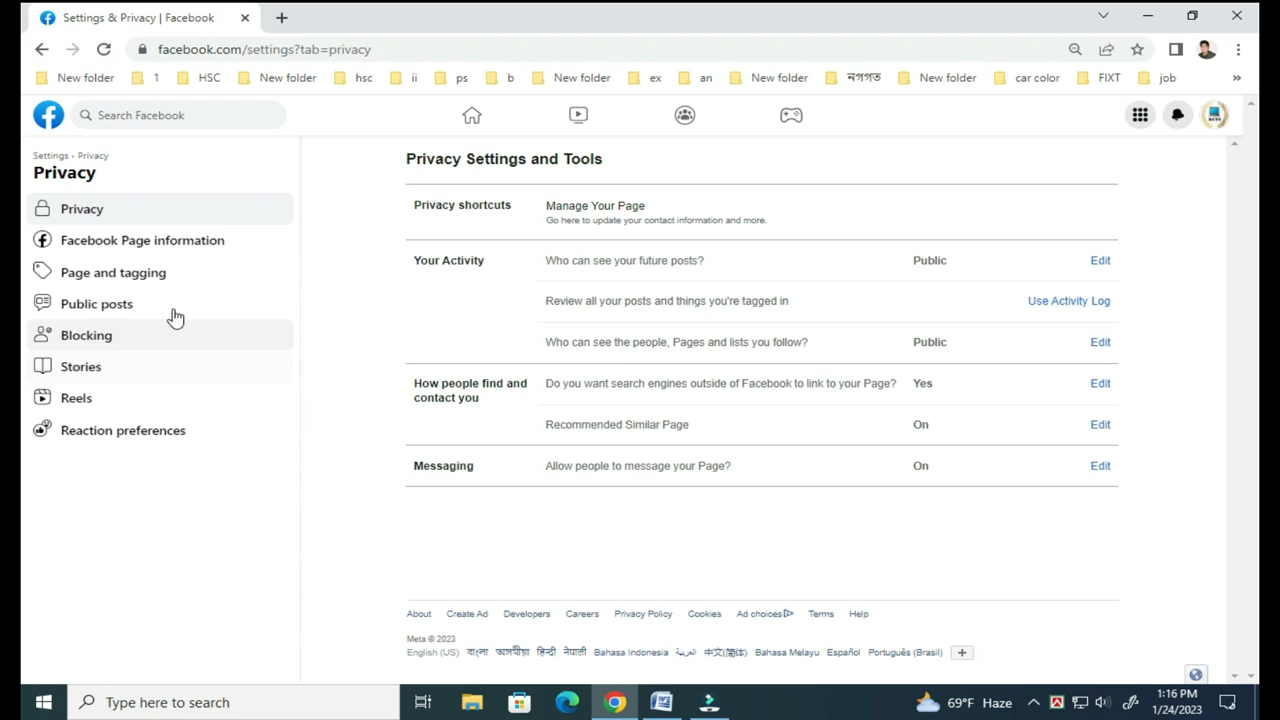 Settings & Privacy | Facebook
facebook.com/settings?tab=privacy
New folder 1 HSC New folder hsc ii ps b New folder ex an New folder নগগত New folder car color FIXT job »
Search Facebook
Settings › Privacy
Privacy
Privacy
Facebook Page information
Page and tagging
Public posts
Blocking
Stories
Reels
Reaction preferences
Privacy Settings and Tools
Privacy shortcuts Manage Your Page
Go here to update your contact information and more.
Your Activity Who can see your future posts? Public Edit
Review all your posts and things you're tagged in Use Activity Log
Who can see the people, Pages and lists you follow? Public Edit
How people find and contact you Do you want search engines outside of Facebook to link to your Page? Yes Edit
Recommended Similar Page On Edit
Messaging Allow people to message your Page? On Edit
About Create Ad Developers Careers Privacy Policy Cookies Ad choices Terms Help
Meta © 2023
English (US) বাংলা অসমীয়া हिन्दी नेपाली Bahasa Indonesia العربية 中文(简体) Bahasa Melayu Español Português (Brasil)
Type here to search
69°F Haze
1:16 PM
1/24/2023